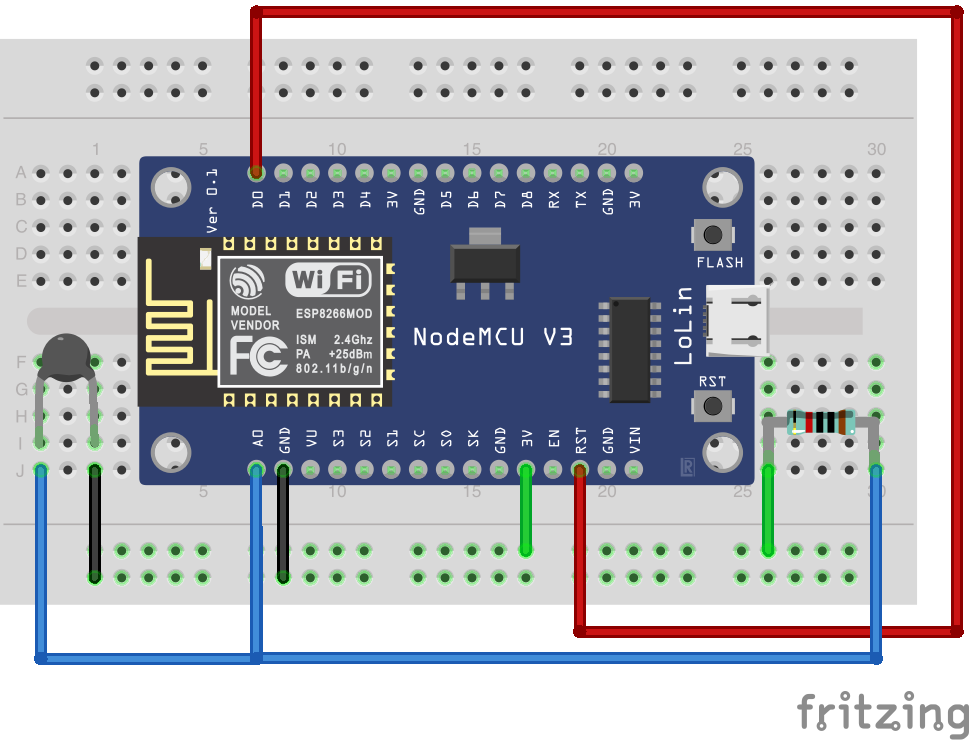 1 5 10 15 20 25 30
A
B
C
D
E
F
G
H
I
J
Ver 0.1
D0 D1 D2 D3 D4 3V GND D5 D6 D7 D8 RX TX GND 3V
FLASH
WiFi
MODEL
VENDOR
ESP8266MOD
FC
ISM 2.4Ghz
PA +25dBm
802.11b/g/n
NodeMCU V3
LoLin
RST
A0 GND VU S3 S2 S1 SC SO SK GND 3V EN RST GND VIN
R
5 10 15 20 25 30
fritzing